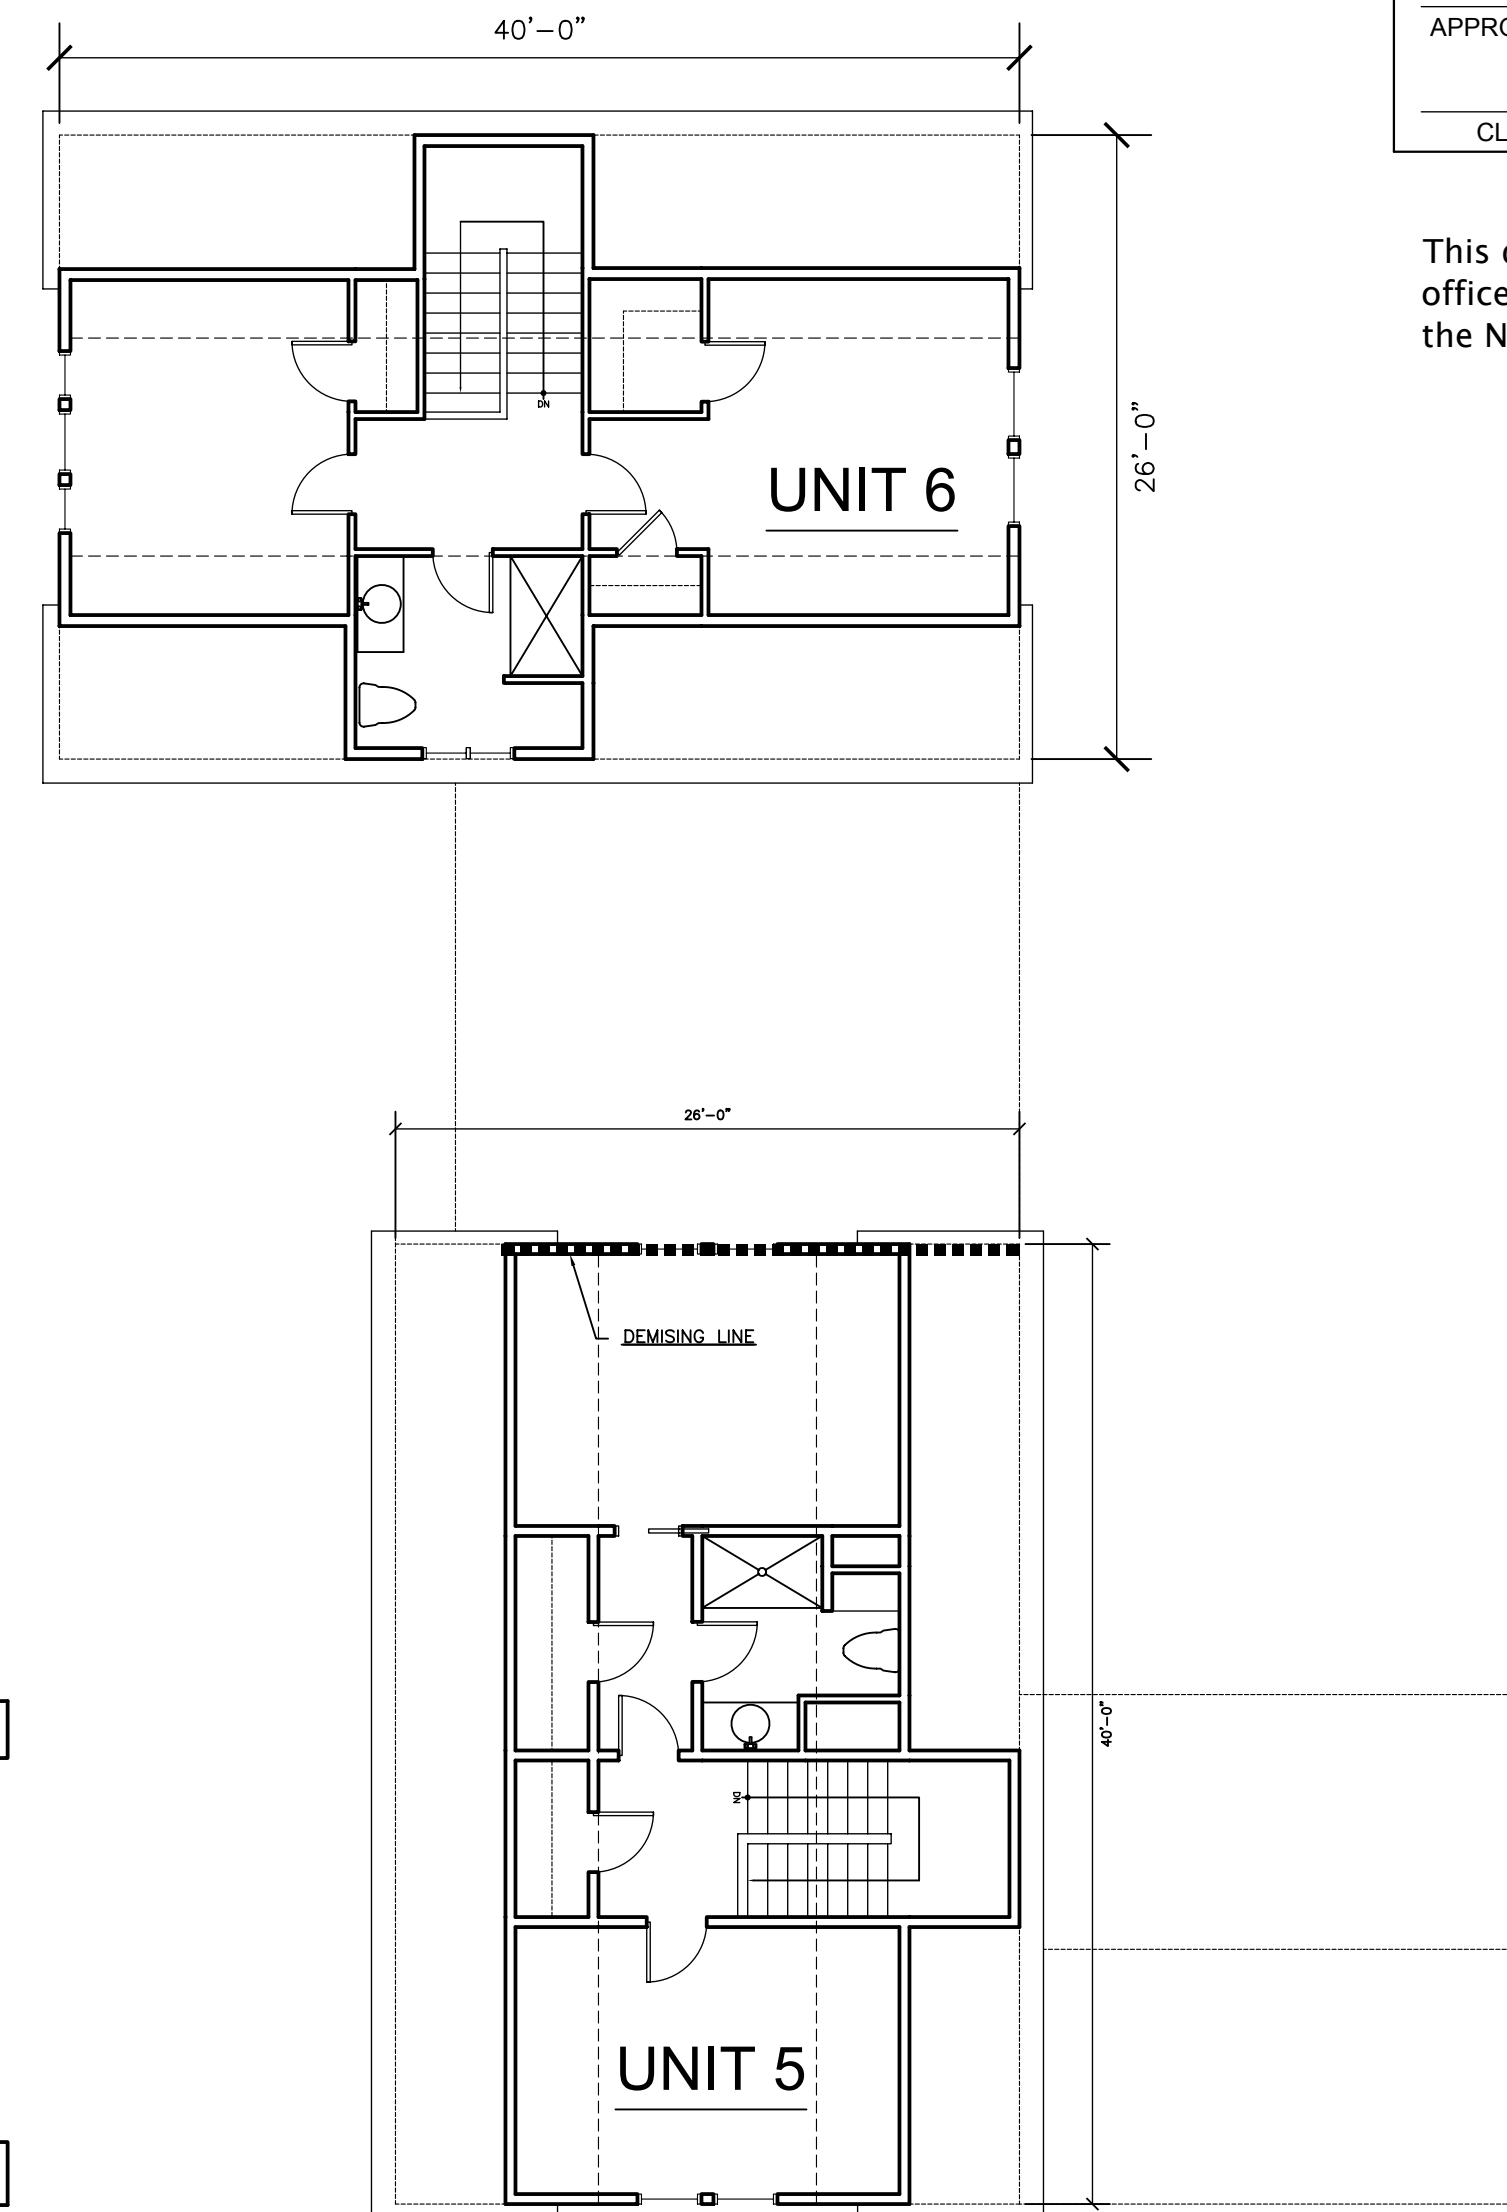 40'-0"
APPRO
CL
This
office
the N
DN
26'-0"
UNIT 6
26'-0"
DEMISING LINE
40'-0"
DN
UNIT 5